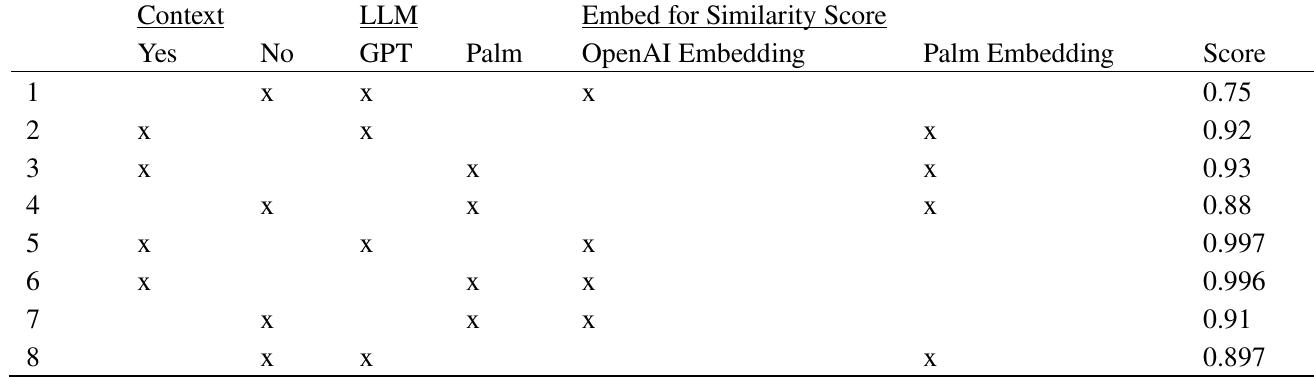 Context LLM Embed for Similarity Score
Yes No GPT Palm OpenAI Embedding Palm Embedding Score
1 x x x 0.75
2 x x x 0.92
3 x x x 0.93
4 x x x 0.88
5 x x x 0.997
6 x x x 0.996
7 x x x 0.91
8 x x x 0.897